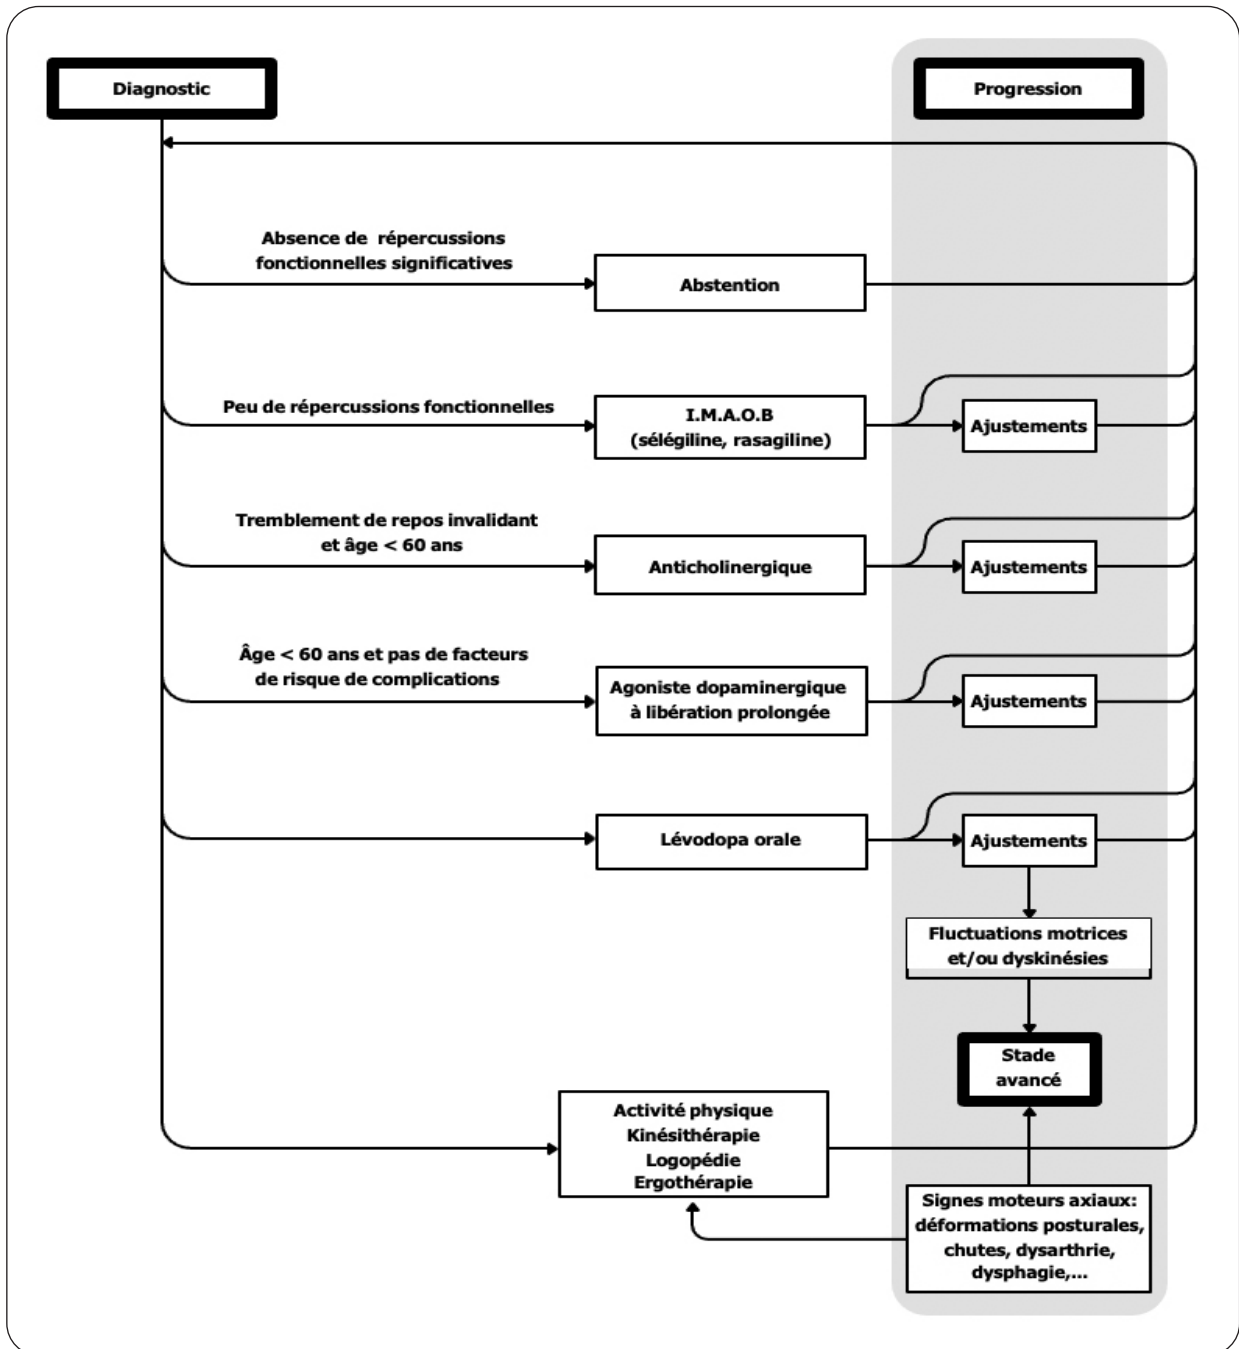 Diagnostic
Progression
Absence de répercussions
fonctionnelles significatives
Abstention
Peu de répercussions fonctionnelles
I.M.A.O.B
(sélégiline, rasagiline)
Ajustements
Tremblement de repos invalidant
et âge < 60 ans
Anticholinergique
Ajustements
Âge < 60 ans et pas de facteurs
de risque de complications
Agoniste dopaminergique
à libération prolongée
Ajustements
Lévodopa orale
Ajustements
Fluctuations motrices
et/ou dyskinésies
Stade
avancé
Activité physique
Kinésithérapie
Logopédie
Ergothérapie
Signes moteurs axiaux:
déformations posturales,
chutes, dysarthrie,
dysphagie,...